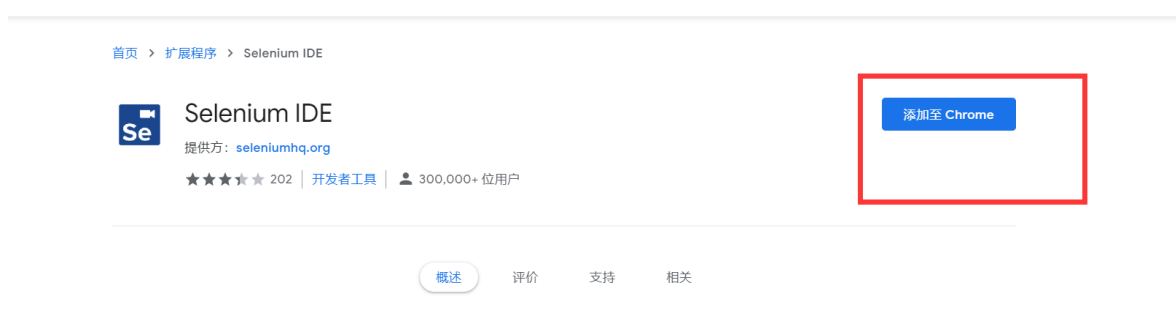 首页 > 扩展程序 > Selenium IDE
Se
Selenium IDE
添加至 Chrome
提供方：seleniumhq.org
202 | 开发者工具 | 300,000+ 位用户
概述 评价 支持 相关